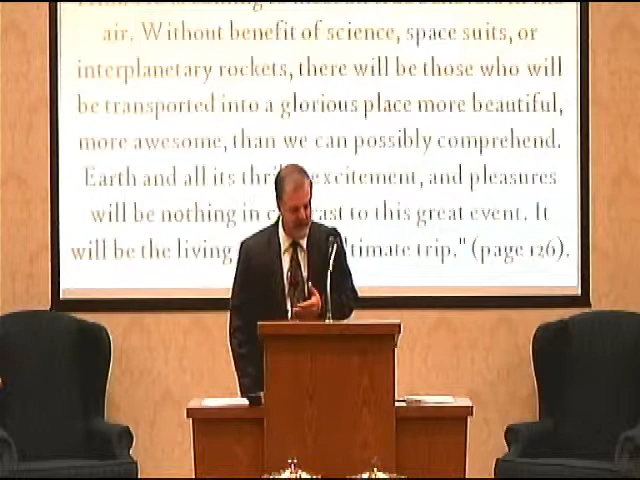 air. Without benefit of science, space suits, or
interplanetary rockets, there will be those who will
be transported into a glorious place more beautiful,
more awesome, than we can possibly comprehend.
Earth and all its excitement, and pleasures
will be nothing in to this great event. It
will be the living trip." (page 126).